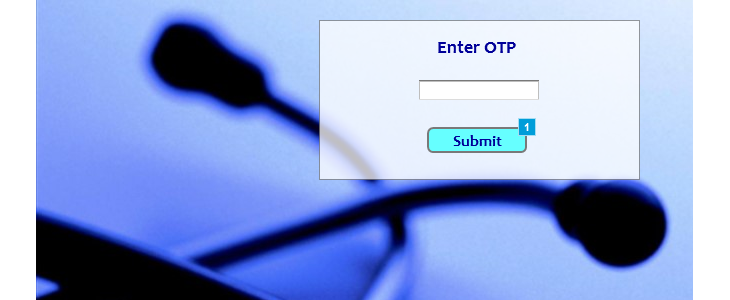 Enter OTP
1
Submit